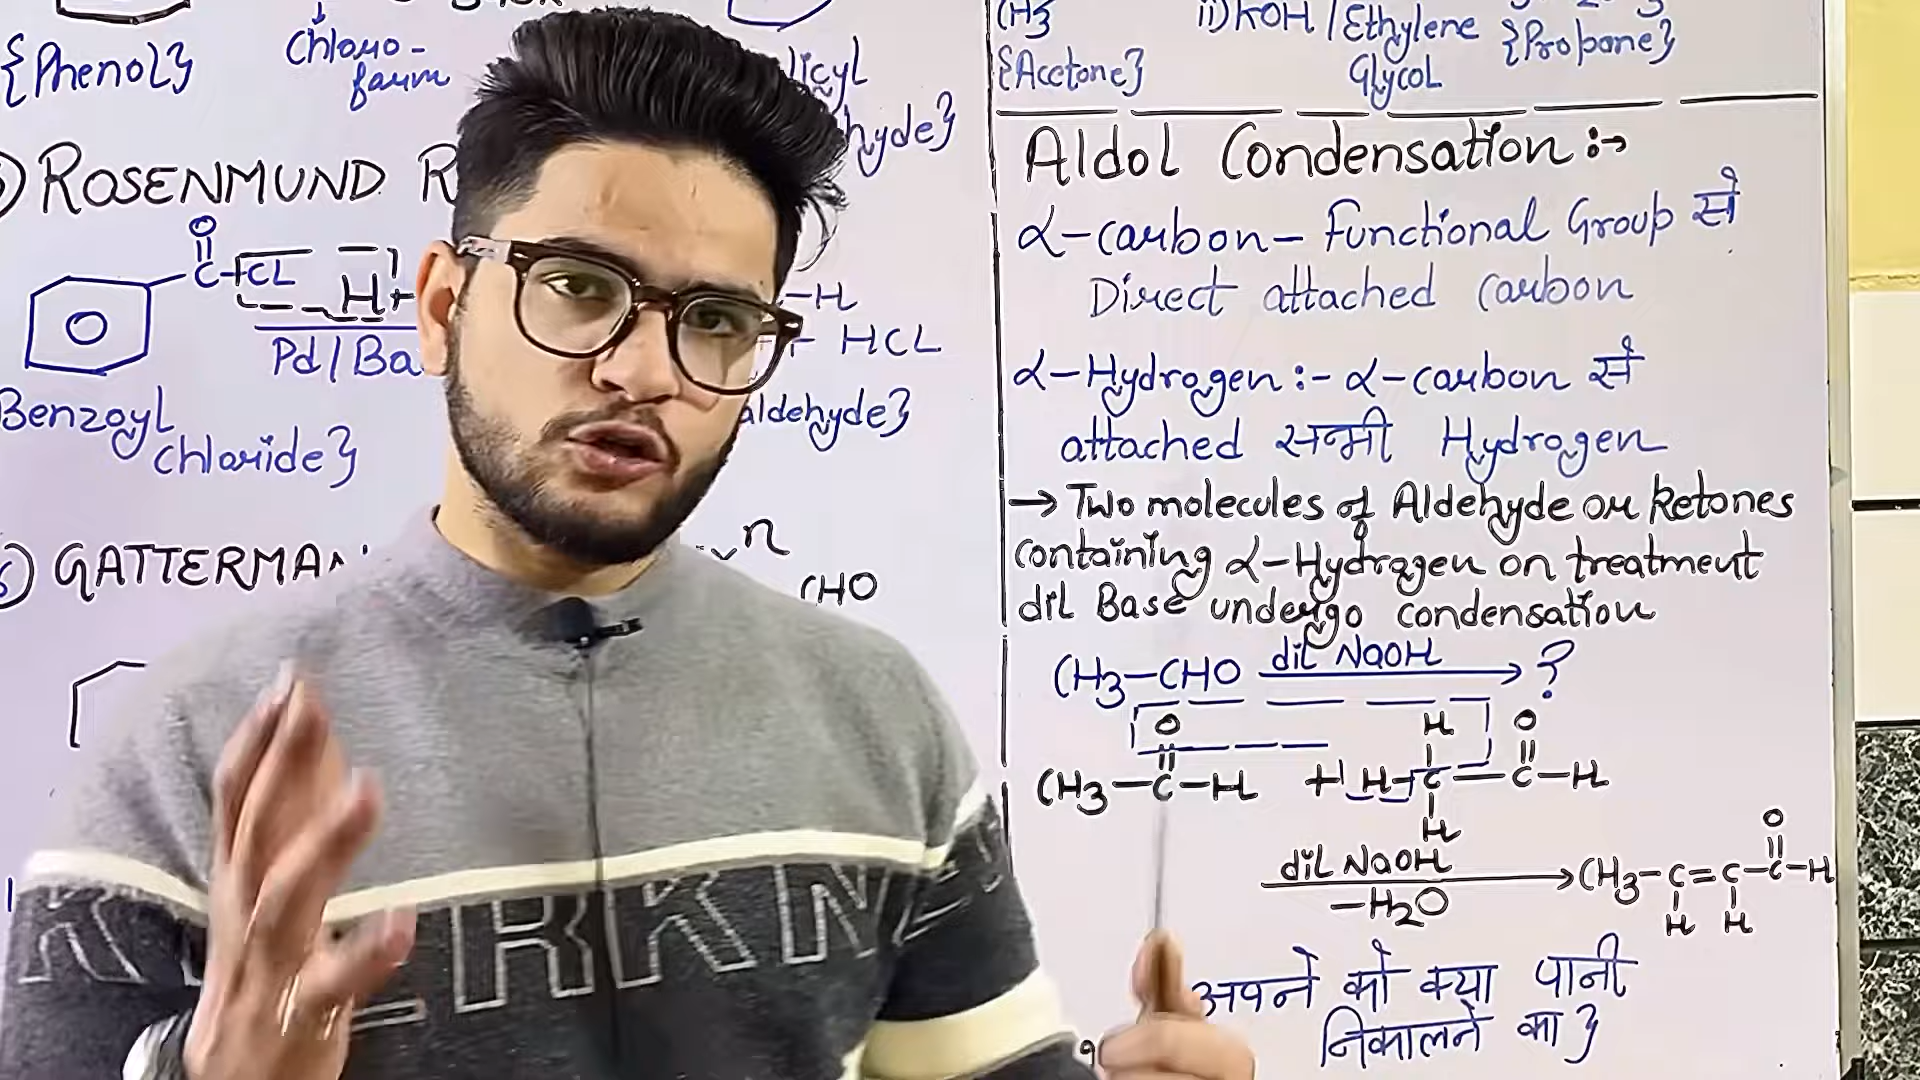 {Phenol}
Chloro-
form
hyde}
ROSENMUND
O
C
CL
H
Pd/Ba
Benzoyl
Chloride}
-H
+ HCL
aldehyde}
GATTERMAN
CHO
CH3
{Acetone}
ii) KOH / Ethylene
Glycol
{Propane}
Aldol Condensation :→
α-carbon - Functional Group से
Direct attached Carbon
α-Hydrogen :- α-carbon से
attached सभी Hydrogen
→ Two molecules of Aldehyde or Ketones
containing α-Hydrogen on treatment
dil Base undergo condensation
CH3-CHO dil NaOH → ?
O H O
CH3-C-H + H-C-C-H
H
dil NaOH
-H2O
O
CH3-C=C-C-H
H H
अपने को क्या पानी
निकालने का}